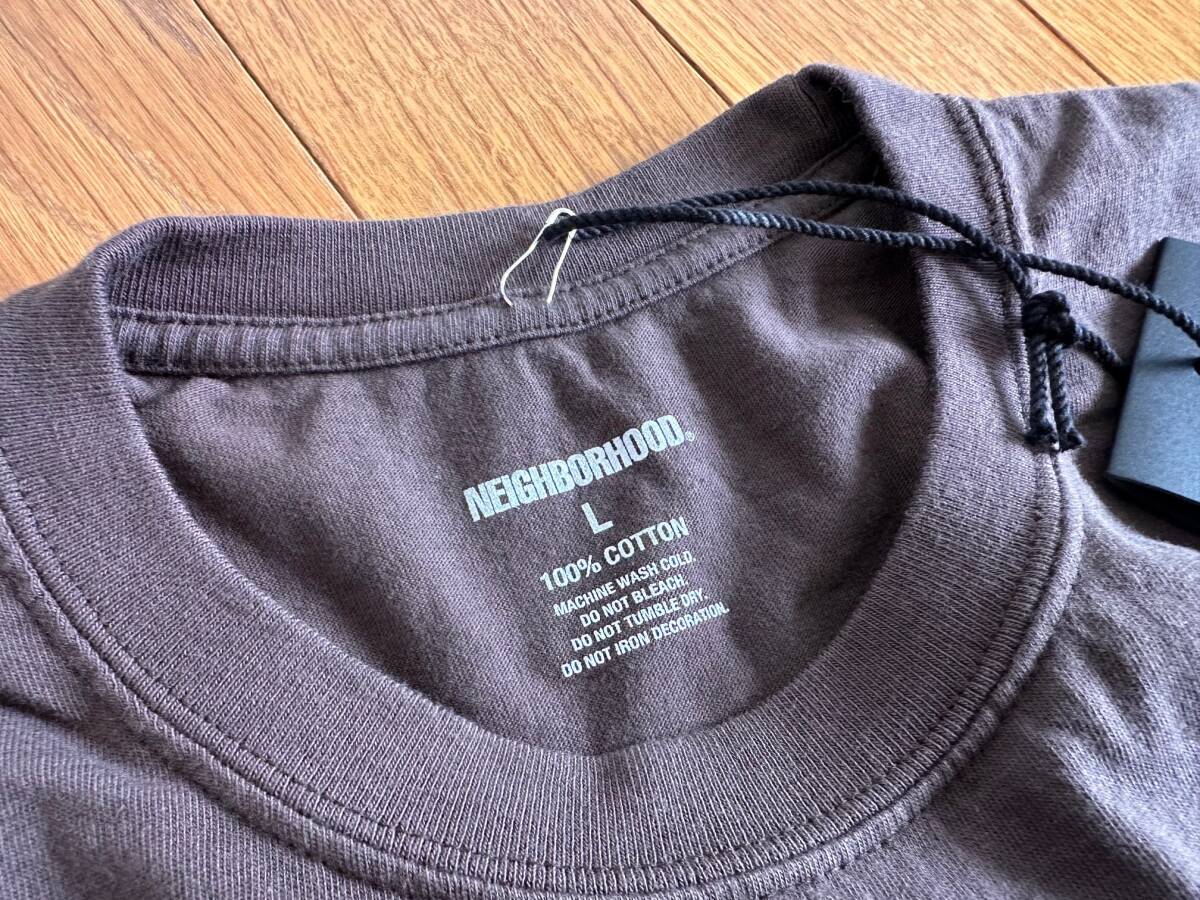 NEIGHBORHOOD®
L
100% COTTON
MACHINE WASH COLD.
DO NOT BLEACH.
DO NOT TUMBLE DRY.
DO NOT IRON DECORATION.